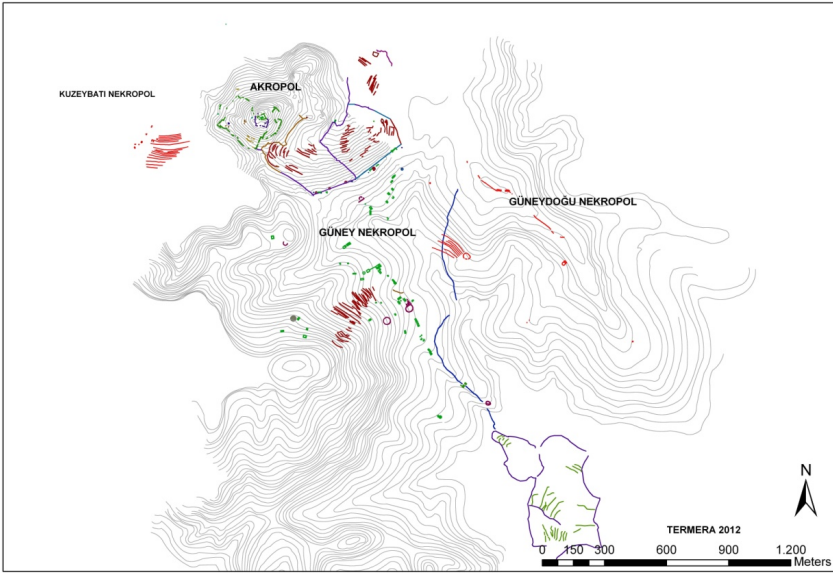 AKROPOL
KUZEYBATI NEKROPOL
GÜNEYDOĞU NEKROPOL
GÜNEY NEKROPOL
N
TERMERA 2012
0 150 300 600 900 1.200
Meters